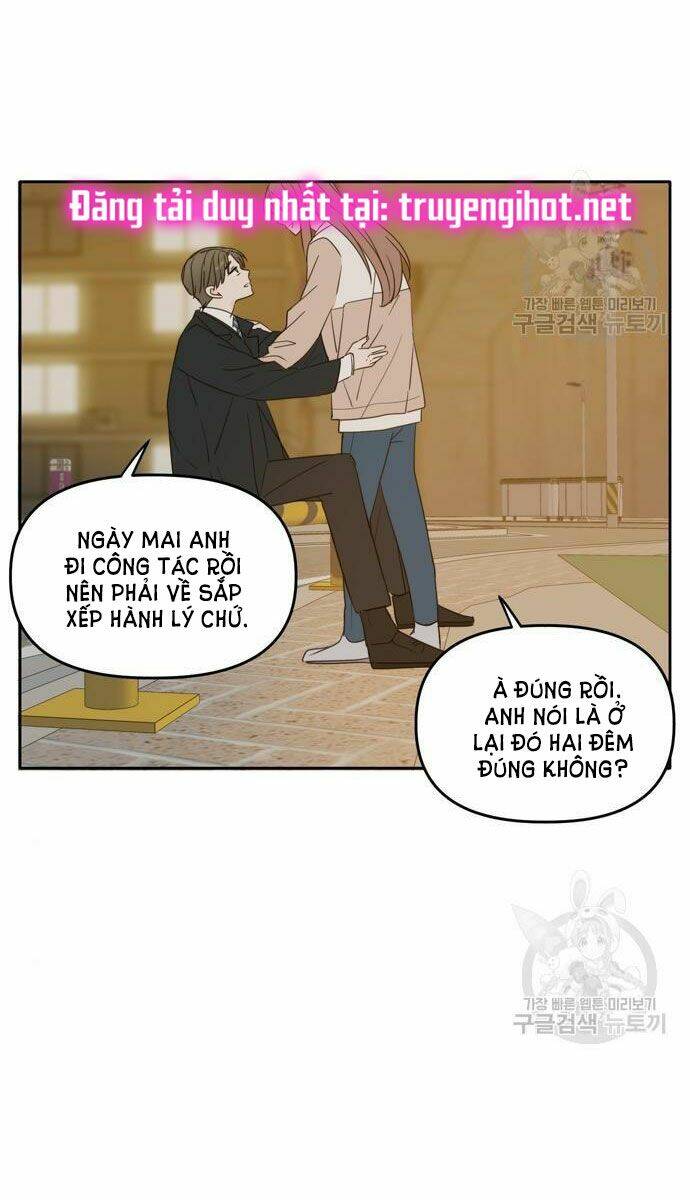 Đăng tải duy nhất tại: truyengihot.net
가장 빠른 웹툰 미리보기
구글검색 뉴토끼
NGÀY MAI ANH
ĐI CÔNG TÁC RỒI
NÊN PHẢI VỀ SẮP
XẾP HÀNH LÝ CHỨ.
À ĐÚNG RỒI.
ANH NÓI LÀ Ở
LẠI ĐÓ HAI ĐÊM
ĐÚNG KHÔNG?
가장 빠른 웹툰 미리보기
구글검색 뉴토끼